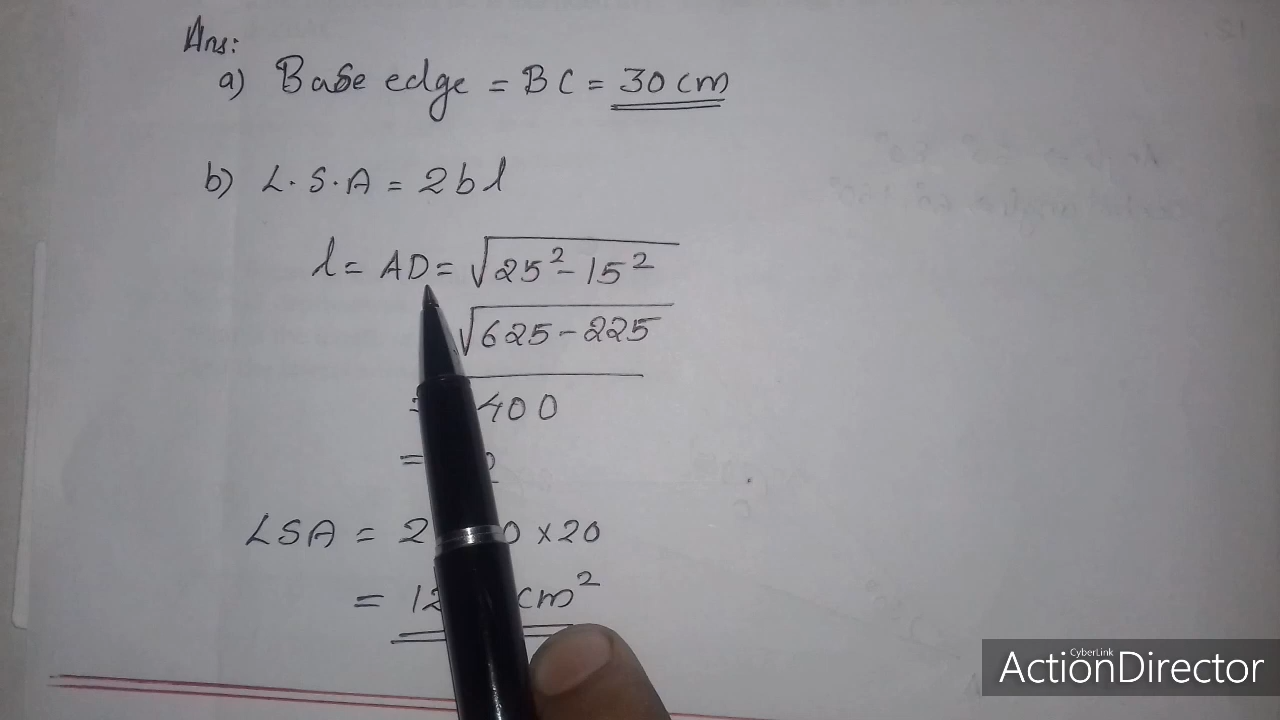 Ans:
a) Base edge = BC = 30 cm
b) L.S.A = 2bl
l = AD = √25² - 15²
√625 - 225
= 400
=
LSA = 2 0 × 20
= 12 cm²
CyberLink
ActionDirector